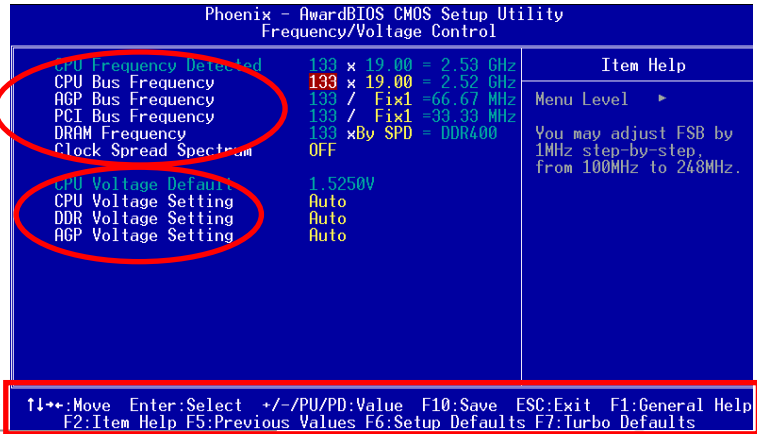 Phoenix - AwardBIOS CMOS Setup Utility
Frequency/Voltage Control
CPU Frequency Detected 133 x 19.00 = 2.53 GHz
CPU Bus Frequency 133 x 19.00 = 2.52 GHz
AGP Bus Frequency 133 / Fix1 =66.67 MHz
PCI Bus Frequency 133 / Fix1 =33.33 MHz
DRAM Frequency 133 xBy SPD = DDR400
Clock Spread Spectrum OFF
CPU Voltage Default 1.5250V
CPU Voltage Setting Auto
DDR Voltage Setting Auto
AGP Voltage Setting Auto
Item Help
Menu Level ►
You may adjust FSB by
1MHz step-by-step,
from 100MHz to 248MHz.
↑↓→←:Move Enter:Select +/-/PU/PD:Value F10:Save ESC:Exit F1:General Help
F2:Item Help F5:Previous Values F6:Setup Defaults F7:Turbo Defaults